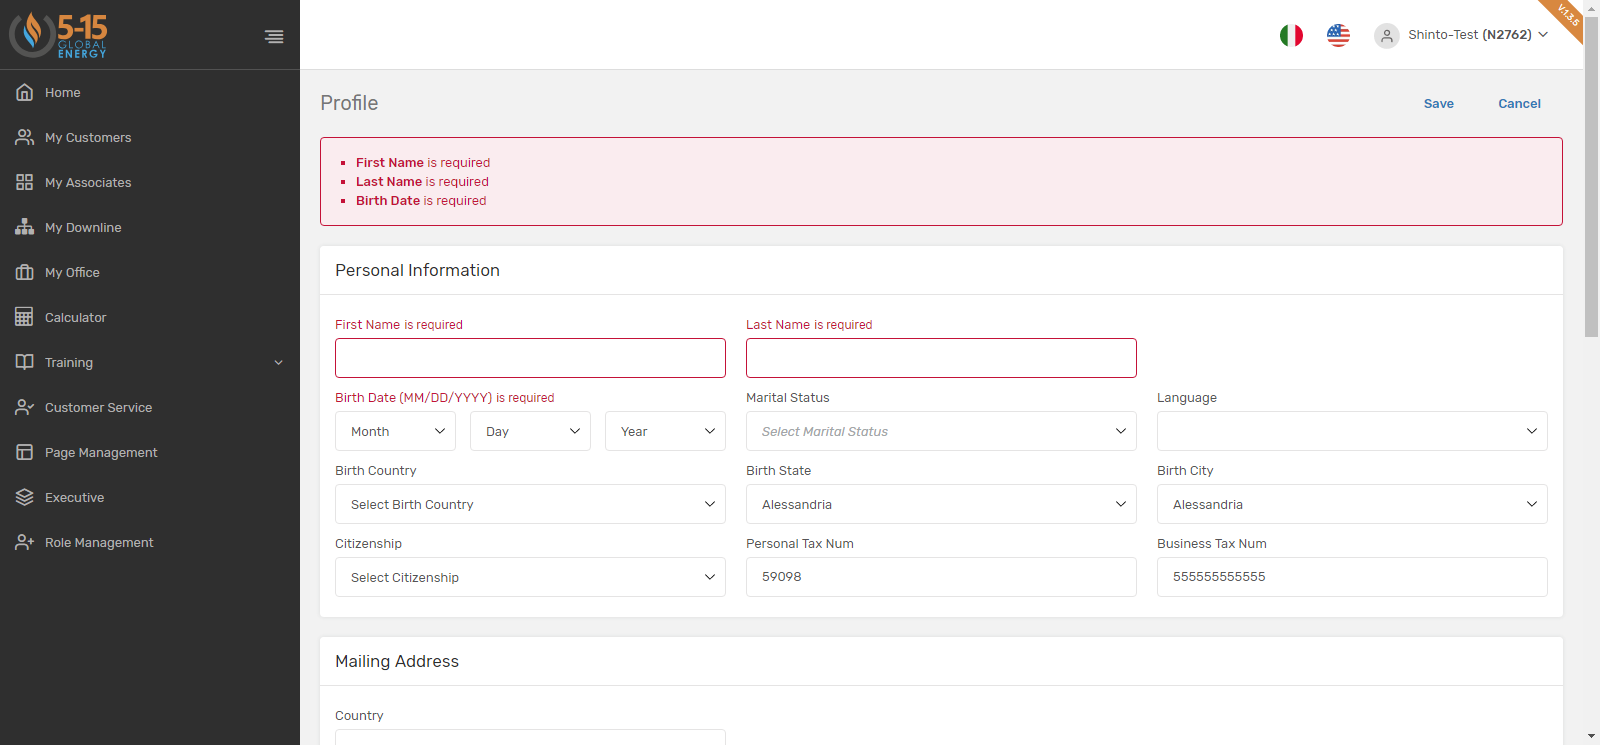 5-15
GLOBAL
ENERGY
Shinto-Test (N2762)
V.1.3.5
Home
My Customers
My Associates
My Downline
My Office
Calculator
Training
Customer Service
Page Management
Executive
Role Management
Profile
Save
Cancel
First Name is required
Last Name is required
Birth Date is required
Personal Information
First Name is required
Last Name is required
Birth Date (MM/DD/YYYY) is required
Marital Status
Language
Month
Day
Year
Select Marital Status
Birth Country
Birth State
Birth City
Select Birth Country
Alessandria
Alessandria
Citizenship
Personal Tax Num
Business Tax Num
Select Citizenship
59098
555555555555
Mailing Address
Country